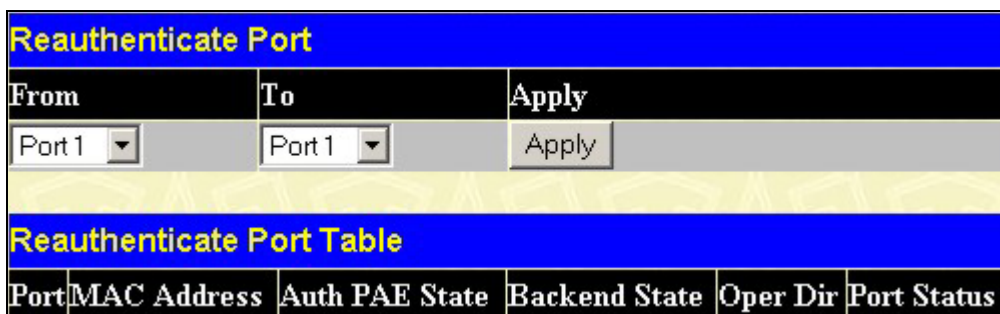 Reauthenticate Port
From To Apply
Port 1 Port 1 Apply
Reauthenticate Port Table
Port MAC Address Auth PAE State Backend State Oper Dir Port Status